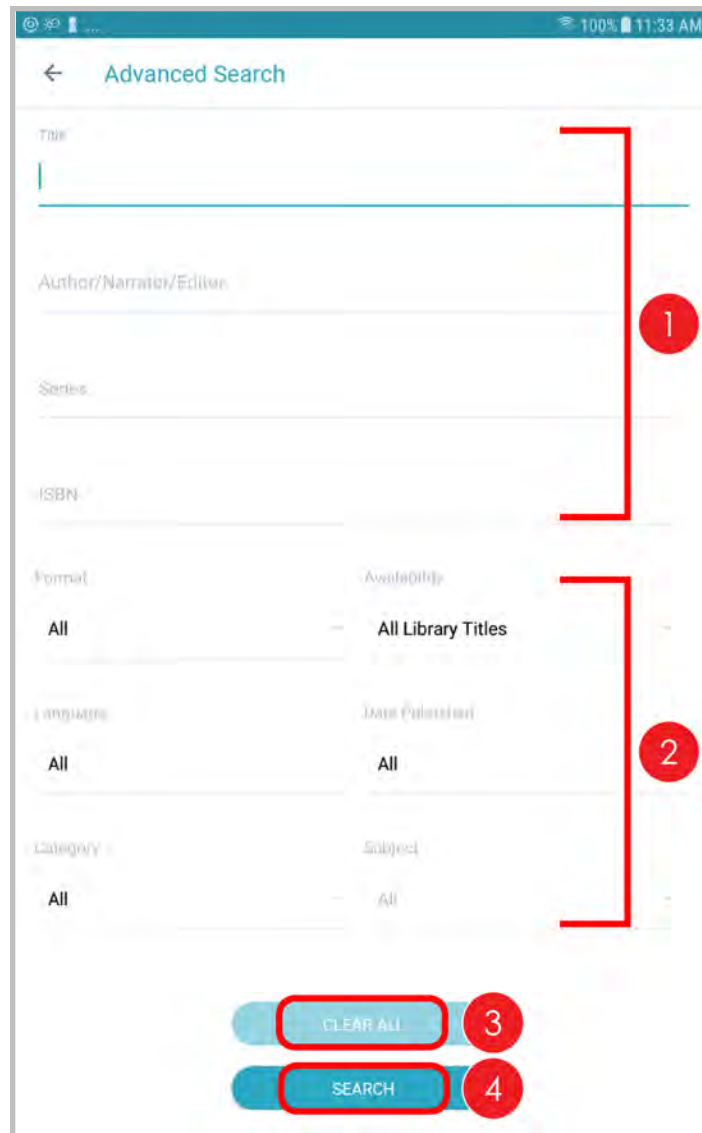 100% 11:33 AM
Advanced Search
Title
Author/Narrator/Editor
1
Series
ISBN
Format Availability
All All Library Titles
Language Date Published
All All
2
Category Subject
All All
CLEAR ALL 3
SEARCH 4